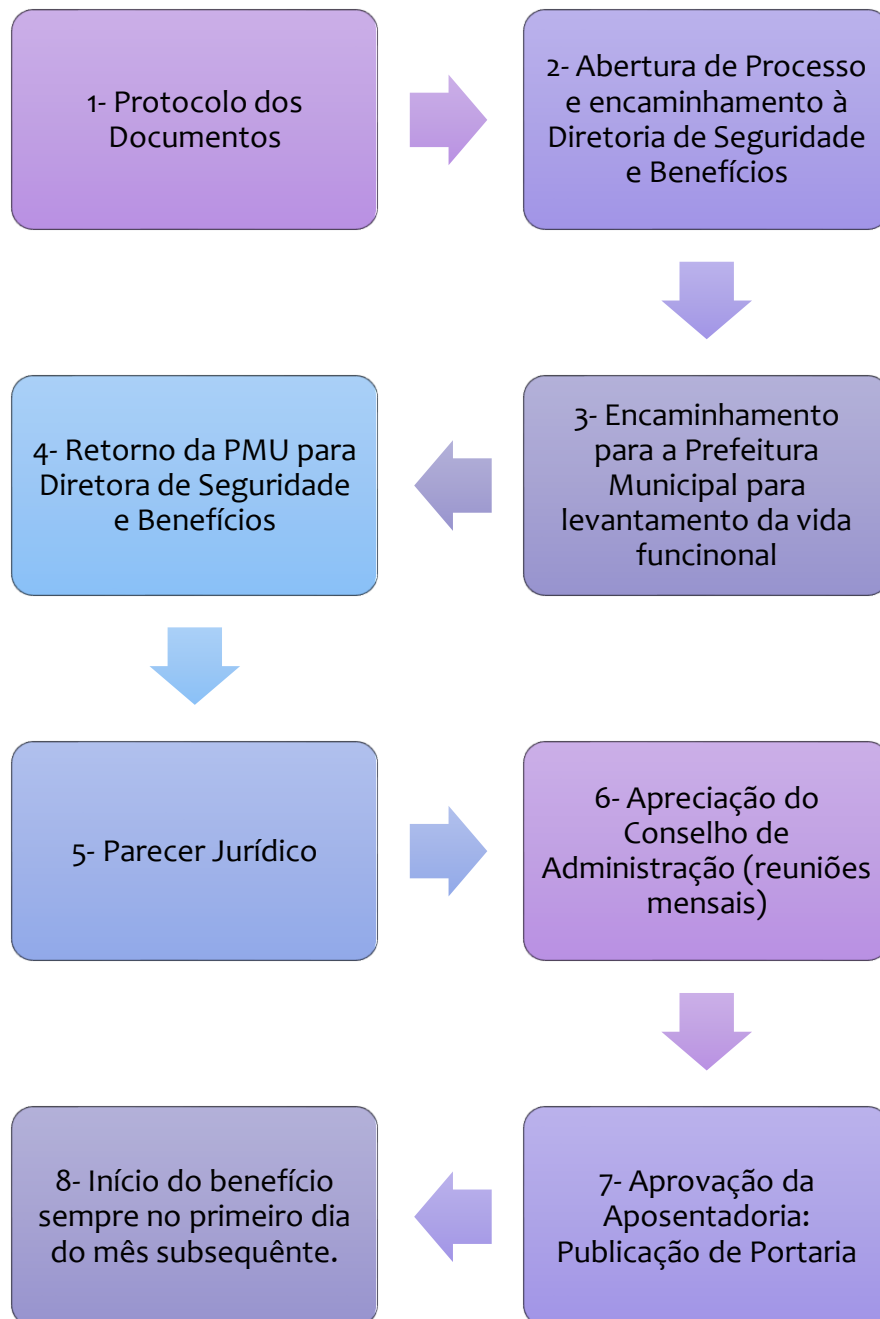 1- Protocolo dos
Documentos
2- Abertura de Processo
e encaminhamento à
Diretoria de Seguridade
e Benefícios
3- Encaminhamento
para a Prefeitura
Municipal para
levantamento da vida
funcinonal
4- Retorno da PMU para
Diretora de Seguridade
e Benefícios
5- Parecer Jurídico
6- Apreciação do
Conselho de
Administração (reuniões
mensais)
7- Aprovação da
Aposentadoria:
Publicação de Portaria
8- Início do benefício
sempre no primeiro dia
do mês subsequênte.